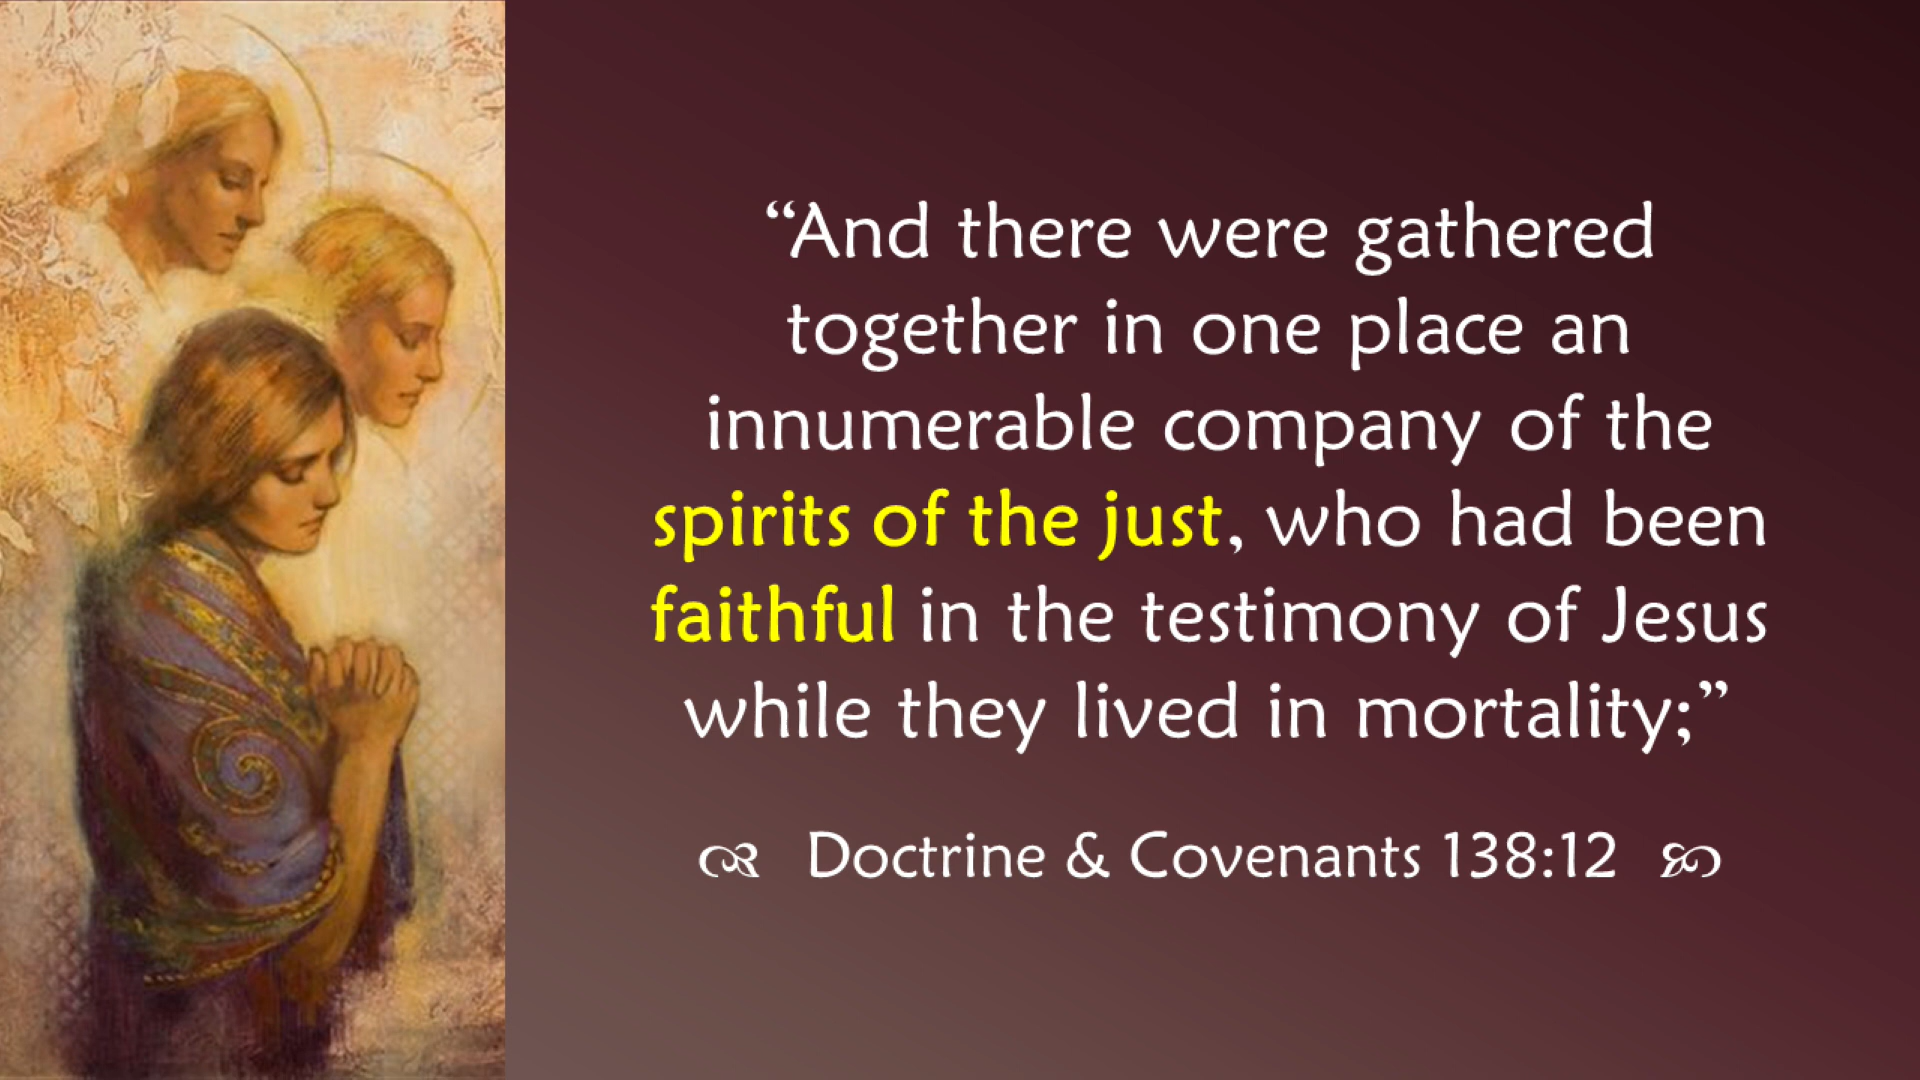 “And there were gathered
together in one place an
innumerable company of the
spirits of the just, who had been
faithful in the testimony of Jesus
while they lived in mortality;”
Doctrine & Covenants 138:12